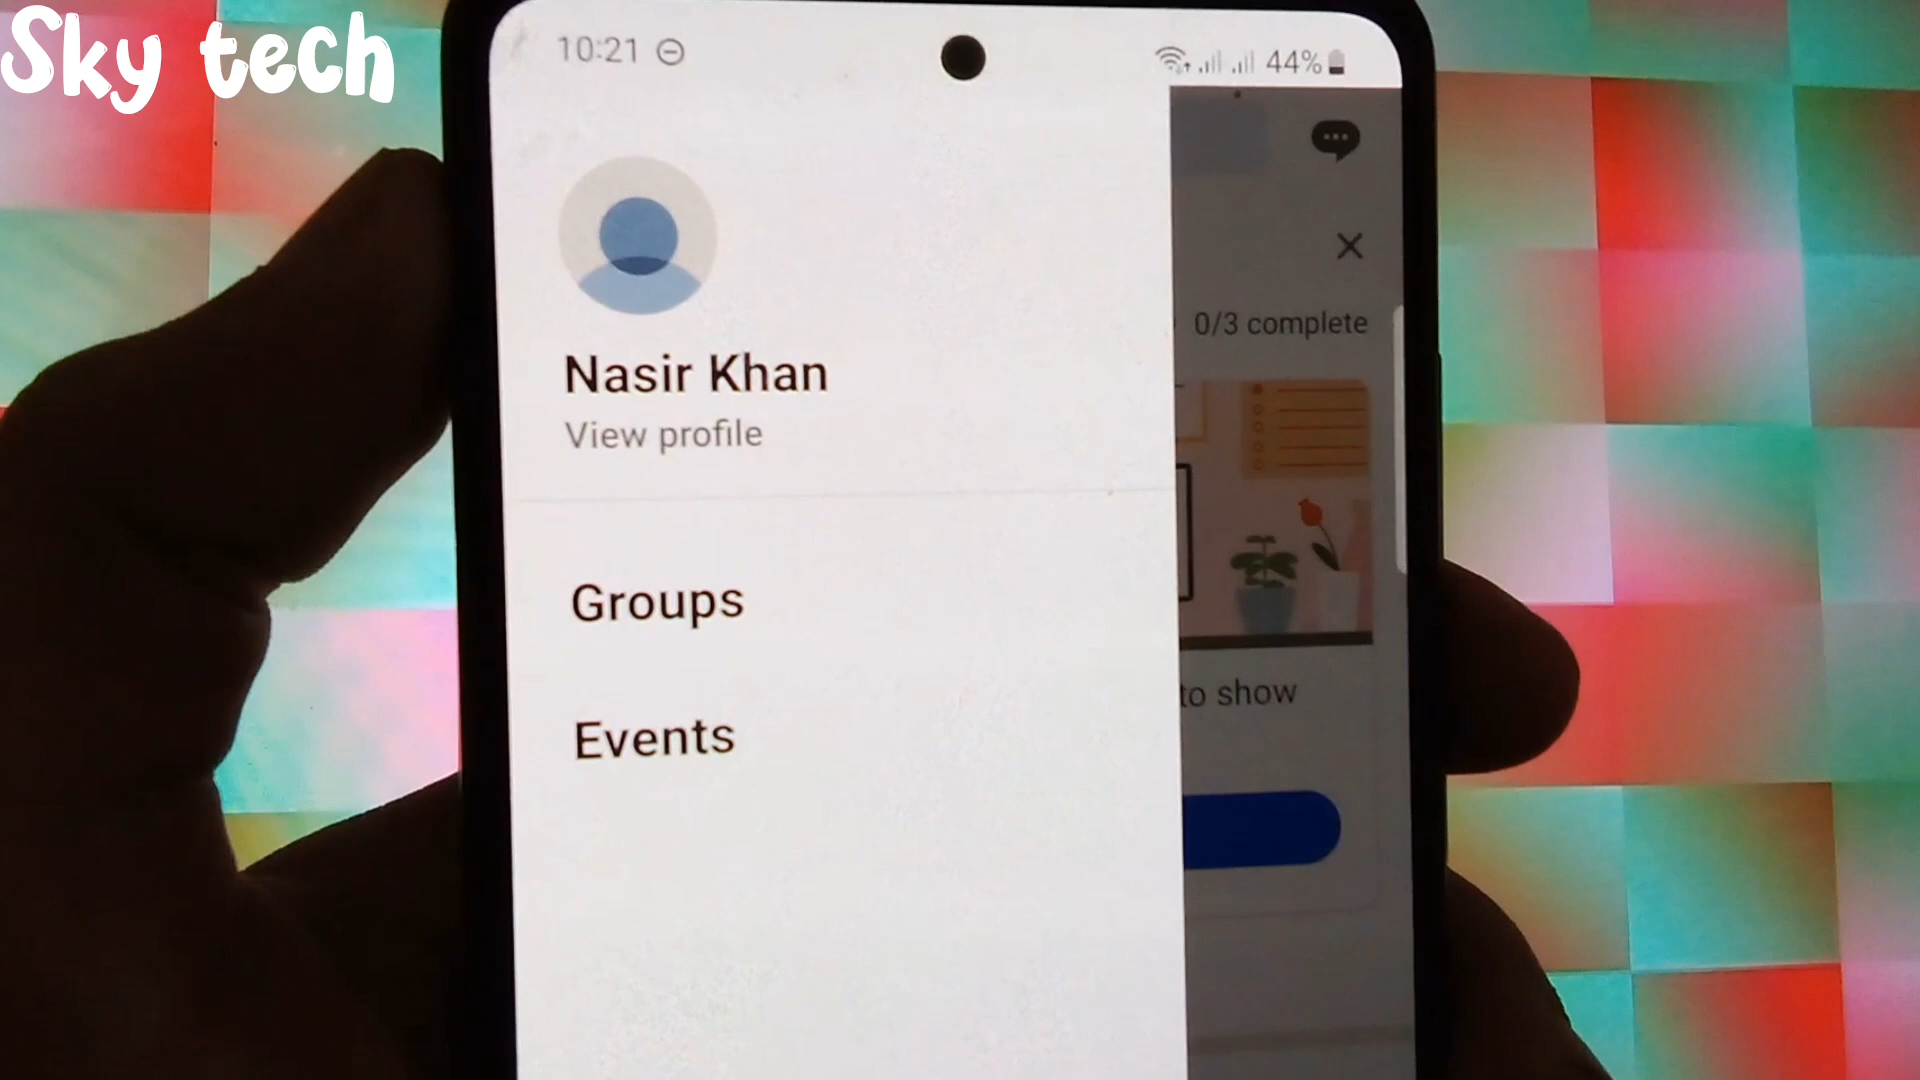 Sky tech
10:21 44%
0/3 complete
Nasir Khan
View profile
Groups
to show
Events